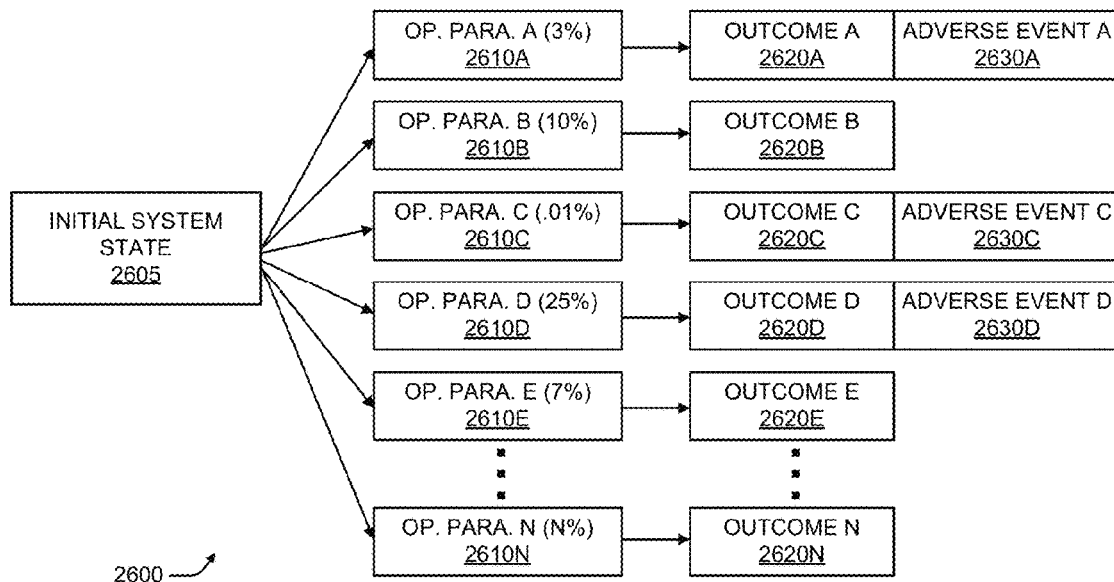 OP. PARA. A (3%)
2610A
OUTCOME A
2620A
ADVERSE EVENT A
2630A
OP. PARA. B (10%)
2610B
OUTCOME B
2620B
INITIAL SYSTEM
STATE
2605
OP. PARA. C (.01%)
2610C
OUTCOME C
2620C
ADVERSE EVENT C
2630C
OP. PARA. D (25%)
2610D
OUTCOME D
2620D
ADVERSE EVENT D
2630D
OP. PARA. E (7%)
2610E
OUTCOME E
2620E
OP. PARA. N (N%)
2610N
OUTCOME N
2620N
2600